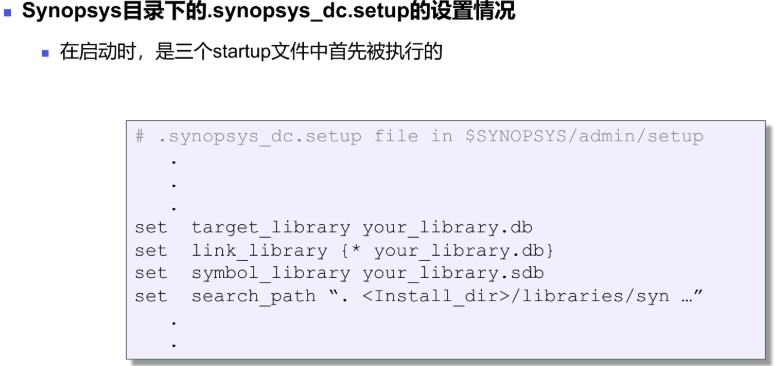 Synopsys目录下的.synopsys_dc.setup的设置情况
在启动时，是三个startup文件中首先被执行的
# .synopsys_dc.setup file in $SYNOPSYS/admin/setup
.
.
.
set  target_library your_library.db
set  link_library {* your_library.db}
set  symbol_library your_library.sdb
set  search_path “. <Install_dir>/libraries/syn …”
.
.